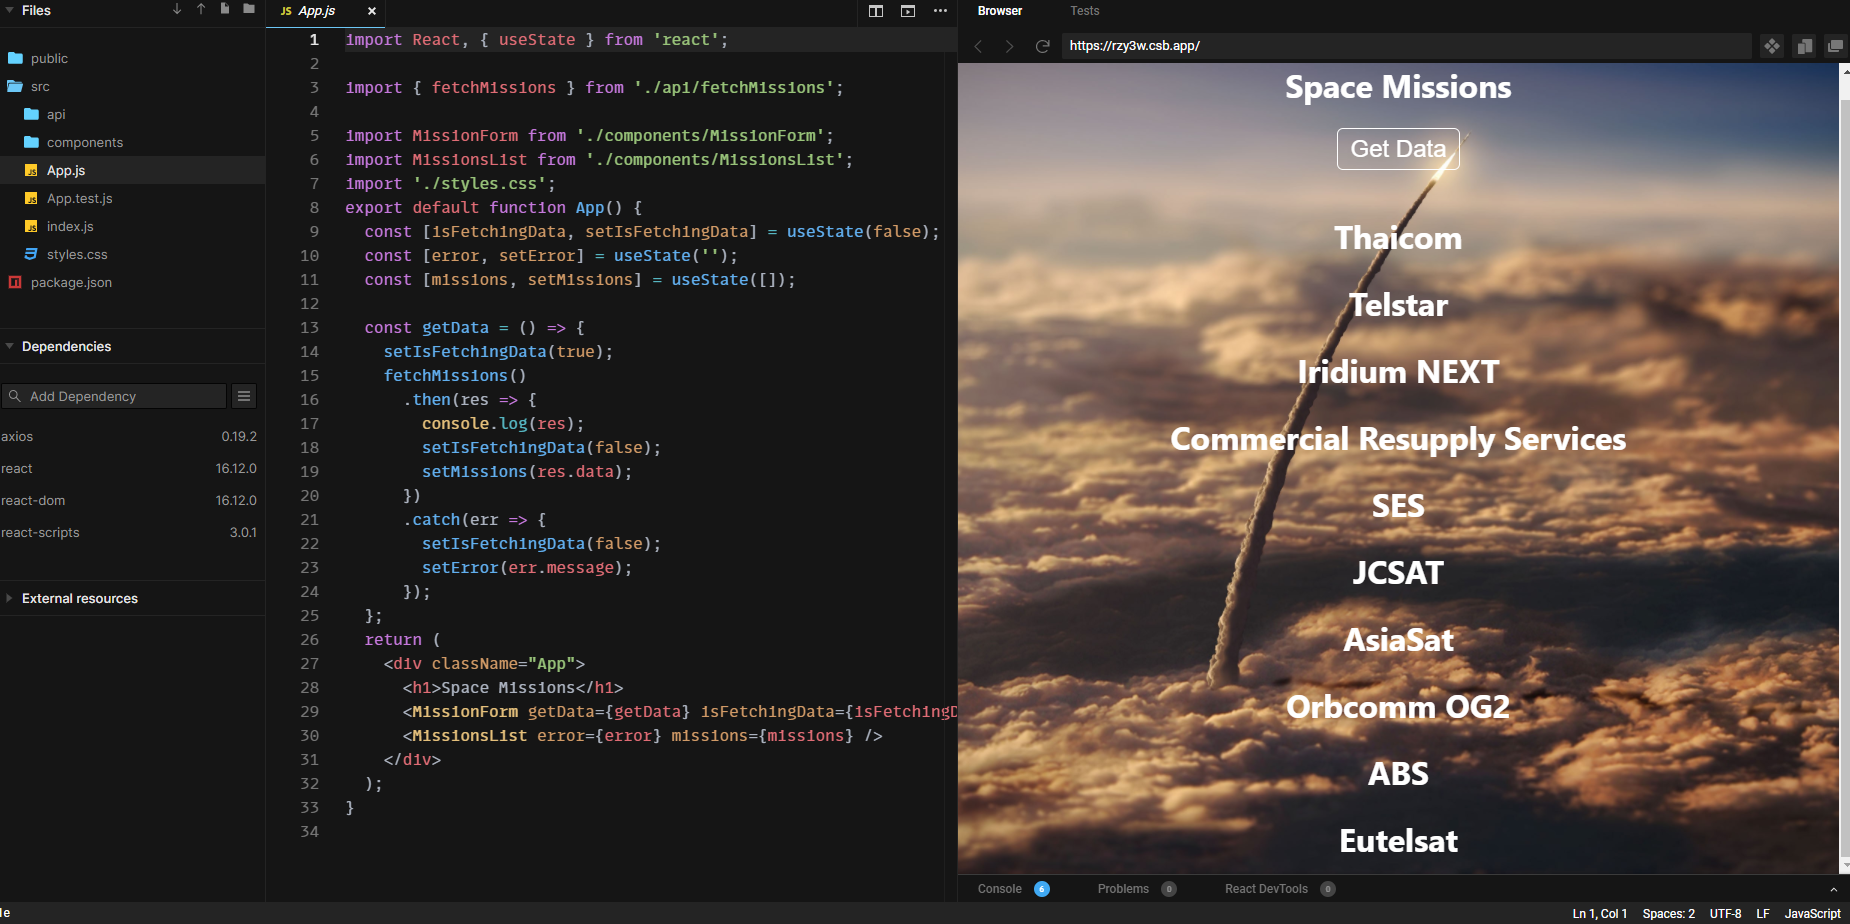 Files
public
src
api
components
App.js
App.test.js
index.js
styles.css
package.json
Dependencies
Add Dependency
axios 0.19.2
react 16.12.0
react-dom 16.12.0
react-scripts 3.0.1
External resources
JS App.js ×
1 import React, { useState } from 'react';
2
3 import { fetchMissions } from './api/fetchMissions';
4
5 import MissionForm from './components/MissionForm';
6 import MissionsList from './components/MissionsList';
7 import './styles.css';
8 export default function App() {
9 const [isFetchingData, setIsFetchingData] = useState(false);
10 const [error, setError] = useState('');
11 const [missions, setMissions] = useState([]);
12
13 const getData = () => {
14 setIsFetchingData(true);
15 fetchMissions()
16 .then(res => {
17 console.log(res);
18 setIsFetchingData(false);
19 setMissions(res.data);
20 })
21 .catch(err => {
22 setIsFetchingData(false);
23 setError(err.message);
24 });
25 };
26 return (
27 <div className="App">
28 <h1>Space Missions</h1>
29 <MissionForm getData={getData} isFetchingData={isFetchingD
30 <MissionsList error={error} missions={missions} />
31 </div>
32 );
33 }
34
Browser Tests
https://rzy3w.csb.app/
Space Missions
Get Data
Thaicom
Telstar
Iridium NEXT
Commercial Resupply Services
SES
JCSAT
AsiaSat
Orbcomm OG2
ABS
Eutelsat
Console 6 Problems 0 React DevTools 0
Ln 1, Col 1 Spaces: 2 UTF-8 LF JavaScript